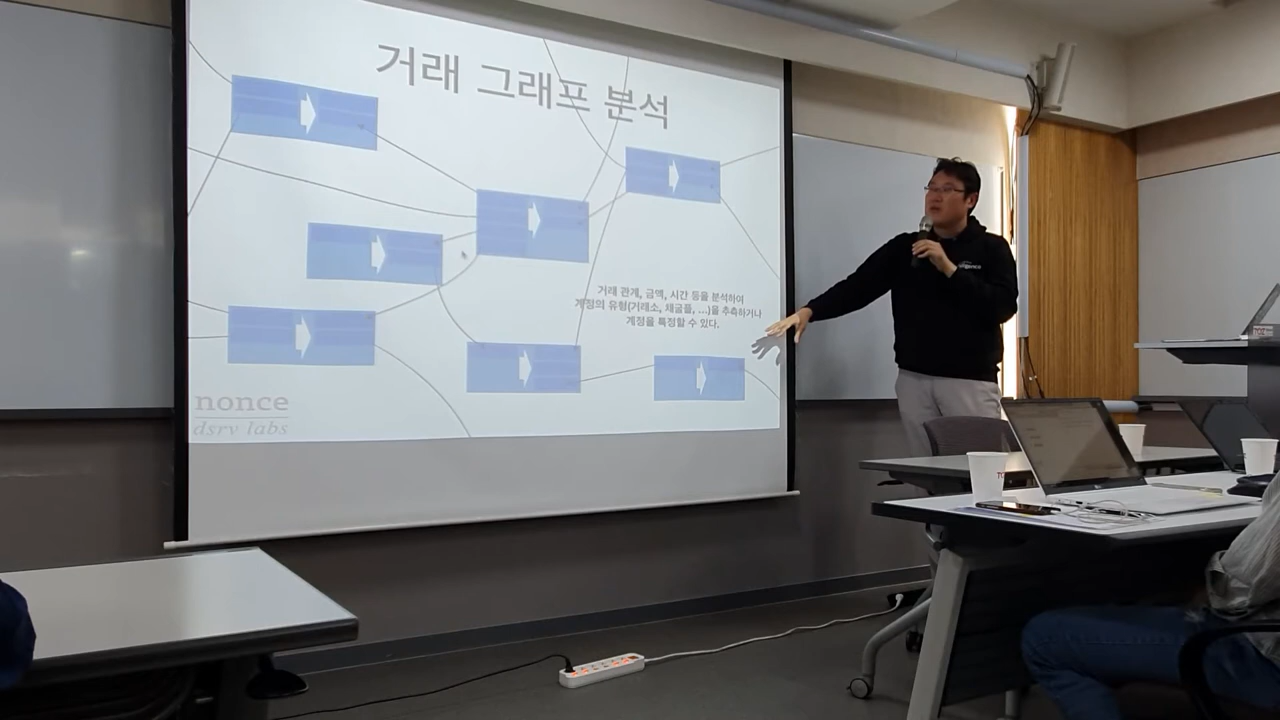 거래 그래프 분석
거래 관계, 금액, 시간 등을 분석하여
계정의 유형(거래소, 채굴풀, ...)을 추측하거나
계정을 특정할 수 있다.
nonce
dsrv labs